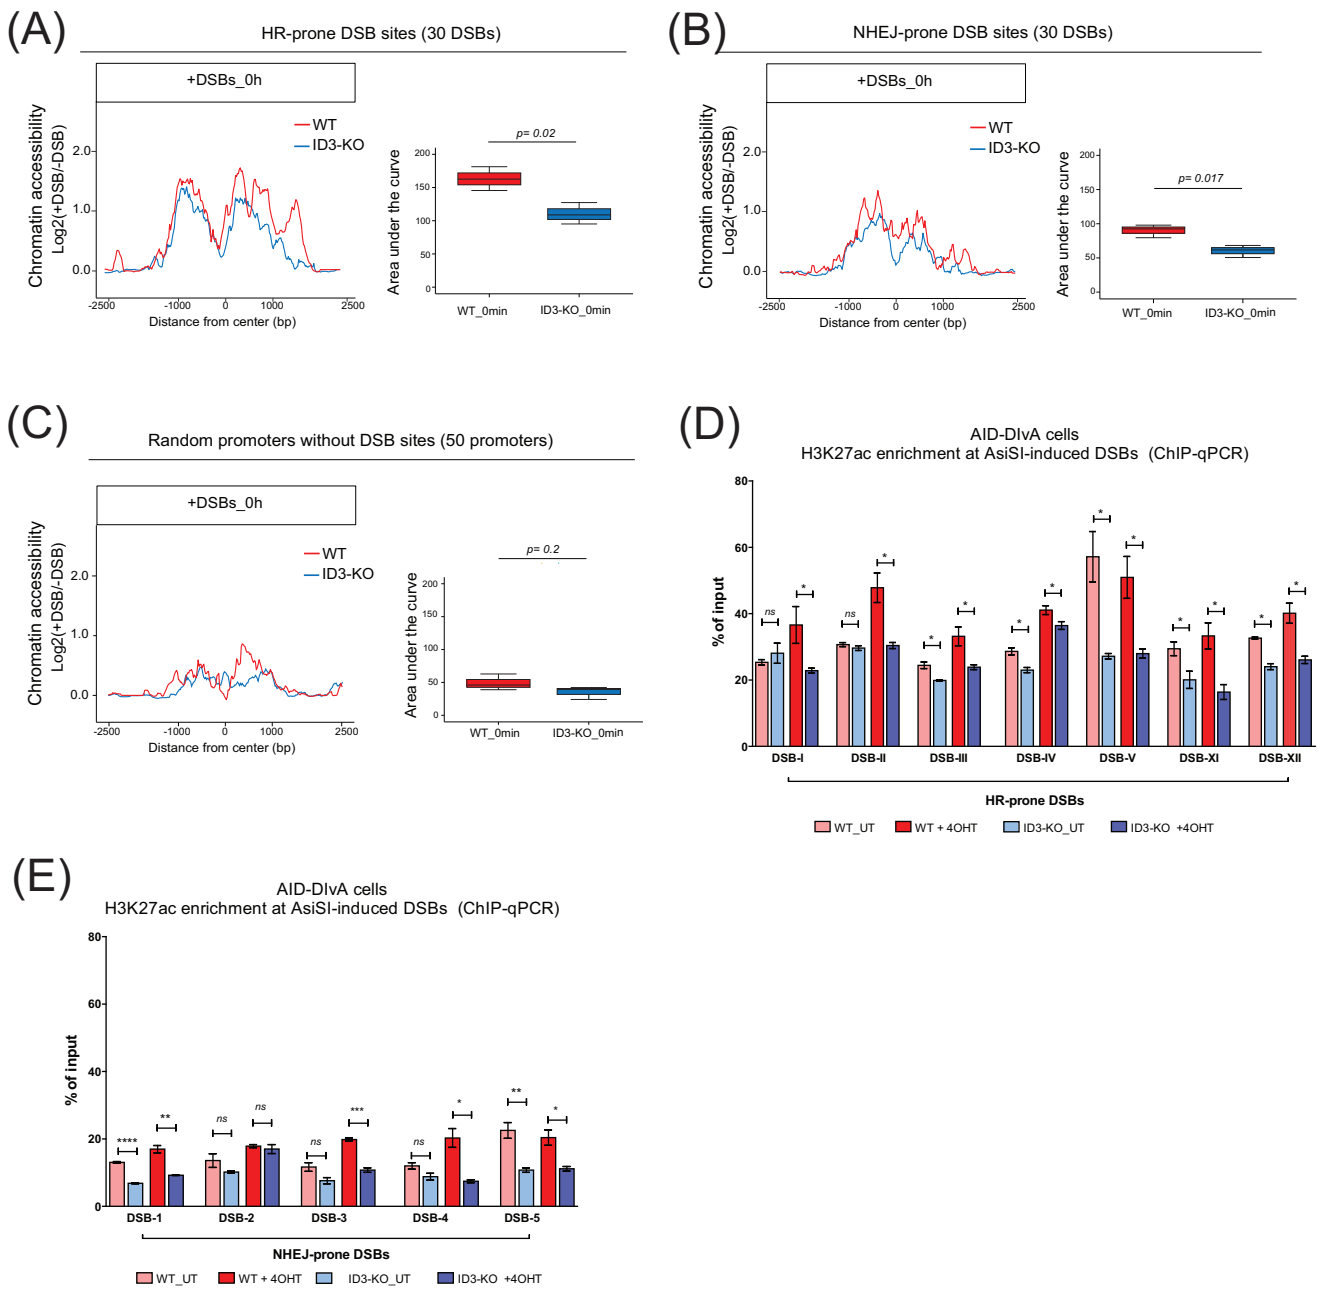 (A)
HR-prone DSB sites (30 DSBs)
+DSBs_0h
Chromatin accessibility
Log2(+DSB/-DSB)
WT
ID3-KO
2.0
1.0
0.0
-2500 -1000 0 1000 2500
Distance from center (bp)
p= 0.02
Area under the curve
200
150
100
50
0
WT_0min ID3-KO_0min
(B)
NHEJ-prone DSB sites (30 DSBs)
+DSBs_0h
Chromatin accessibility
Log2(+DSB/-DSB)
WT
ID3-KO
2.0
1.0
0.0
-2500 -1000 0 1000 2500
Distance from center (bp)
p= 0.017
Area under the curve
200
150
100
50
0
WT_0min ID3-KO_0min
(C)
Random promoters without DSB sites (50 promoters)
+DSBs_0h
Chromatin accessibility
Log2(+DSB/-DSB)
WT
ID3-KO
2.0
1.0
0.0
-2500 -1000 0 1000 2500
Distance from center (bp)
p= 0.2
Area under the curve
200
150
100
50
0
WT_0min ID3-KO_0min
(D)
AID-DIvA cells
H3K27ac enrichment at AsiSI-induced DSBs (ChIP-qPCR)
% of input
80
60
40
20
0
ns * ns * * * * * * * * * * *
DSB-I DSB-II DSB-III DSB-IV DSB-V DSB-XI DSB-XII
HR-prone DSBs
WT_UT WT + 4OHT ID3-KO_UT ID3-KO +4OHT
(E)
AID-DIvA cells
H3K27ac enrichment at AsiSI-induced DSBs (ChIP-qPCR)
% of input
80
60
40
20
0
**** ** ns ns ns *** ns * ** *
DSB-1 DSB-2 DSB-3 DSB-4 DSB-5
NHEJ-prone DSBs
WT_UT WT + 4OHT ID3-KO_UT ID3-KO +4OHT